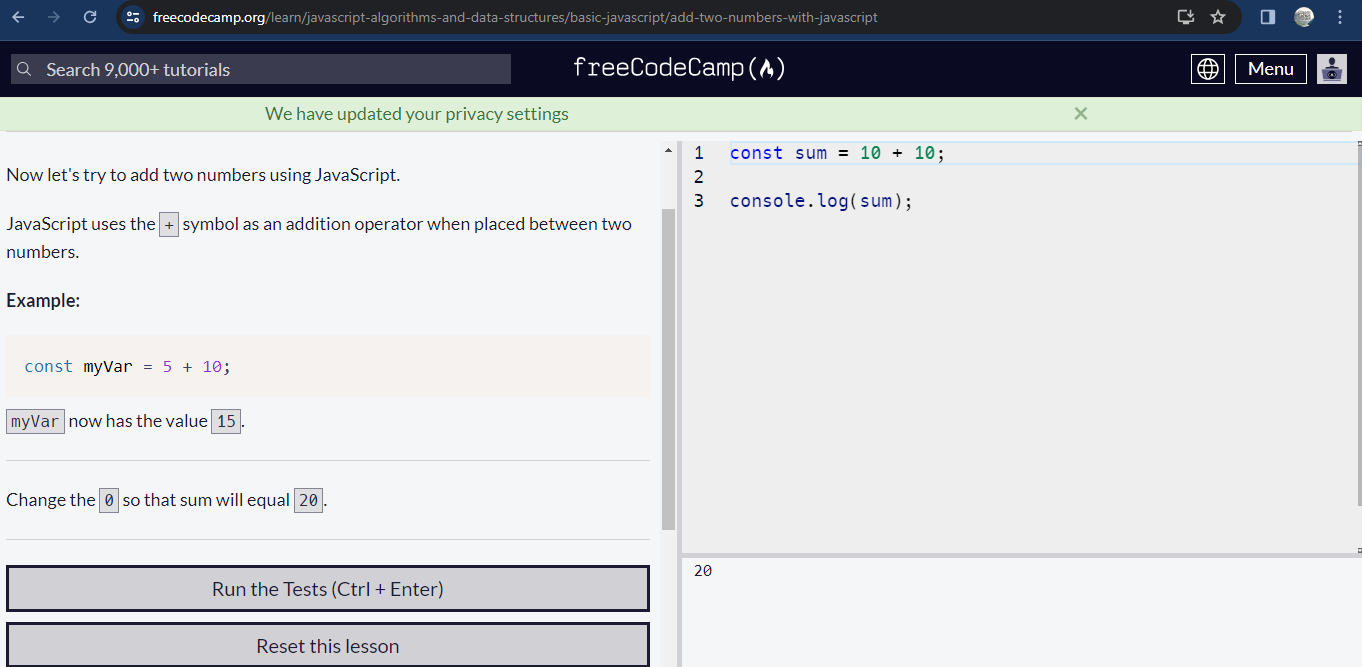 freecodecamp.org/learn/javascript-algorithms-and-data-structures/basic-javascript/add-two-numbers-with-javascript
Search 9,000+ tutorials
freeCodeCamp
Menu
We have updated your privacy settings
Now let's try to add two numbers using JavaScript.
JavaScript uses the + symbol as an addition operator when placed between two
numbers.
Example:
const myVar = 5 + 10;
myVar now has the value 15.
Change the 0 so that sum will equal 20.
Run the Tests (Ctrl + Enter)
Reset this lesson
1 const sum = 10 + 10;
2
3 console.log(sum);
20